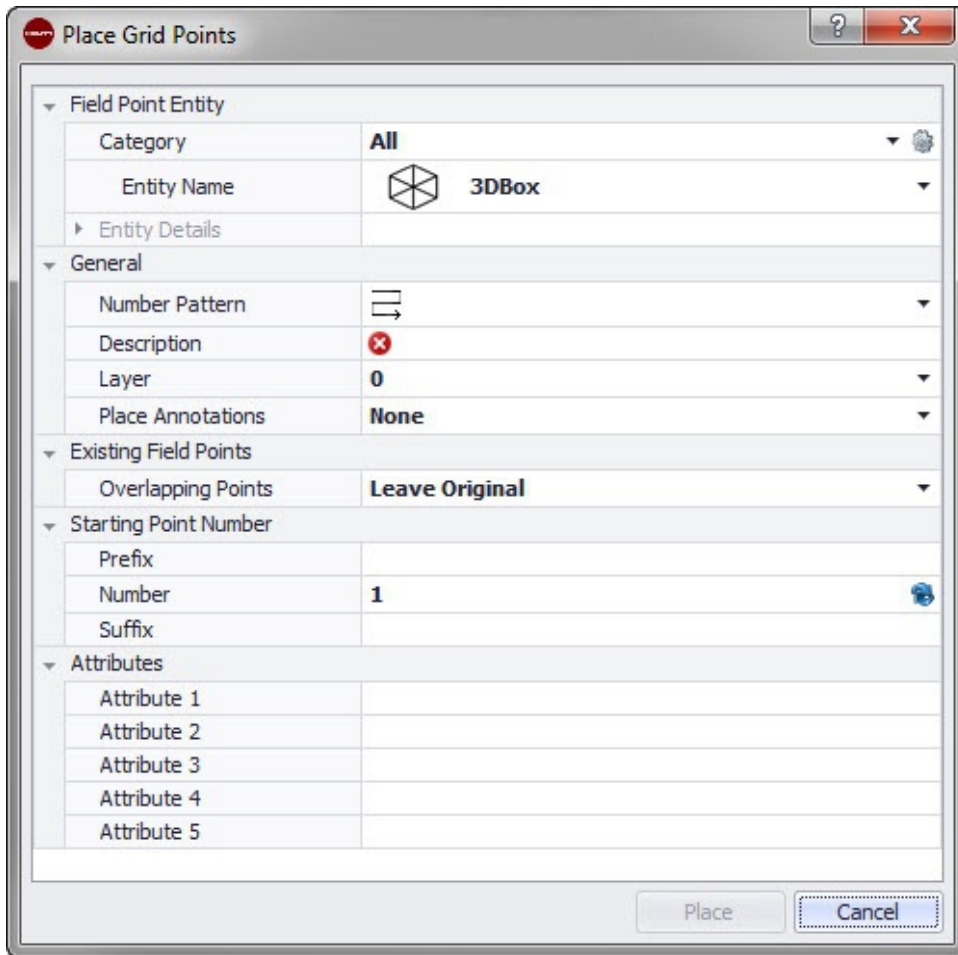 Place Grid Points
Field Point Entity
Category All
Entity Name 3DBox
Entity Details
General
Number Pattern
Description
Layer 0
Place Annotations None
Existing Field Points
Overlapping Points Leave Original
Starting Point Number
Prefix
Number 1
Suffix
Attributes
Attribute 1
Attribute 2
Attribute 3
Attribute 4
Attribute 5
Place Cancel